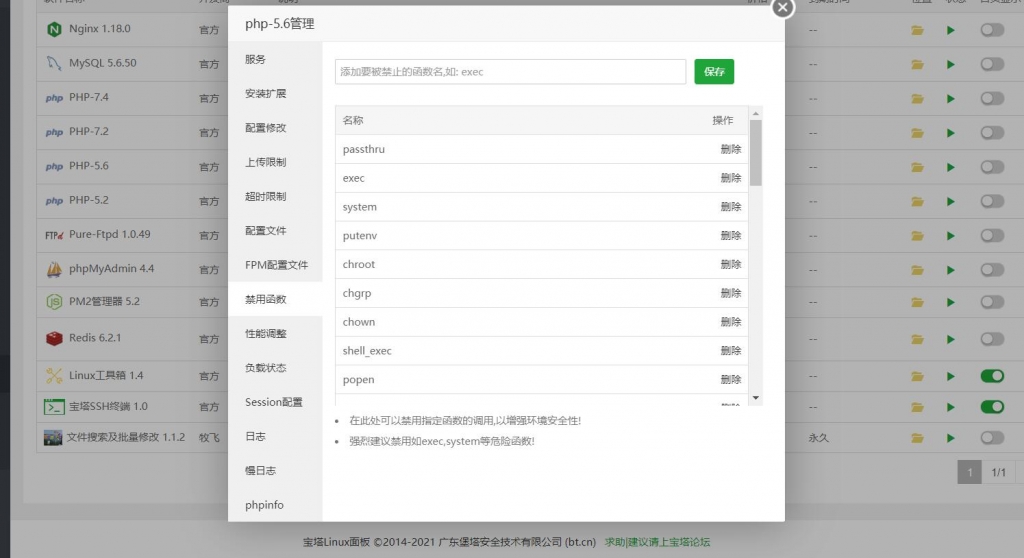 php-5.6管理
Nginx 1.18.0 官方 --
MySQL 5.6.50 官方 --
PHP-7.4 官方 --
PHP-7.2 官方 --
PHP-5.6 官方 --
PHP-5.2 官方 --
Pure-Ftpd 1.0.49 官方 --
phpMyAdmin 4.4 官方 --
PM2管理器 5.2 官方 --
Redis 6.2.1 官方 --
Linux工具箱 1.4 官方 --
宝塔SSH终端 1.0 官方 --
文件搜索及批量修改 1.1.2 牧飞 永久
服务
安装扩展
配置修改
上传限制
超时限制
配置文件
FPM配置文件
禁用函数
性能调整
负载状态
Session配置
日志
慢日志
phpinfo
添加要被禁止的函数名,如: exec 保存
名称 操作
passthru 删除
exec 删除
system 删除
putenv 删除
chroot 删除
chgrp 删除
chown 删除
shell_exec 删除
popen 删除
在此处可以禁用指定函数的调用,以增强环境安全性!
强烈建议禁用如exec,system等危险函数!
1 1/1
宝塔Linux面板 ©2014-2021 广东堡塔安全技术有限公司 (bt.cn) 求助|建议请上宝塔论坛